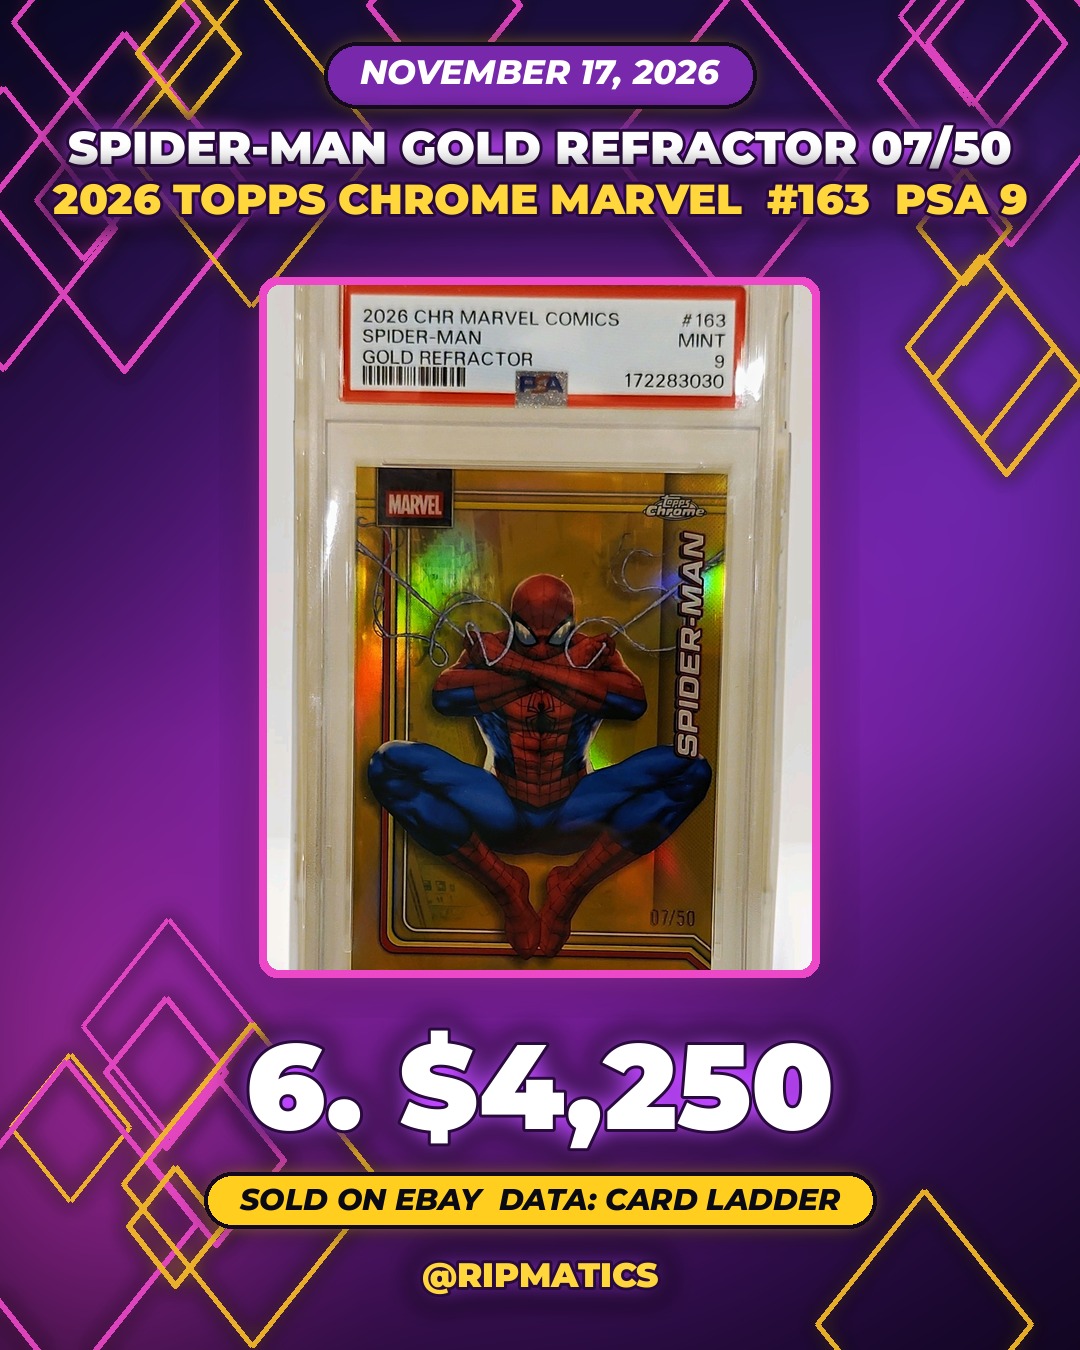 NOVEMBER 17, 2026
SPIDER-MAN GOLD REFRACTOR 07/50
2026 TOPPS CHROME MARVEL #163 PSA 9
2026 CHR MARVEL COMICS #163
SPIDER-MAN MINT
GOLD REFRACTOR 9
PSA 172283030
MARVEL
Topps Chrome
SPIDER-MAN
07/50
6. $4,250
SOLD ON EBAY DATA: CARD LADDER
@RIPMATICS